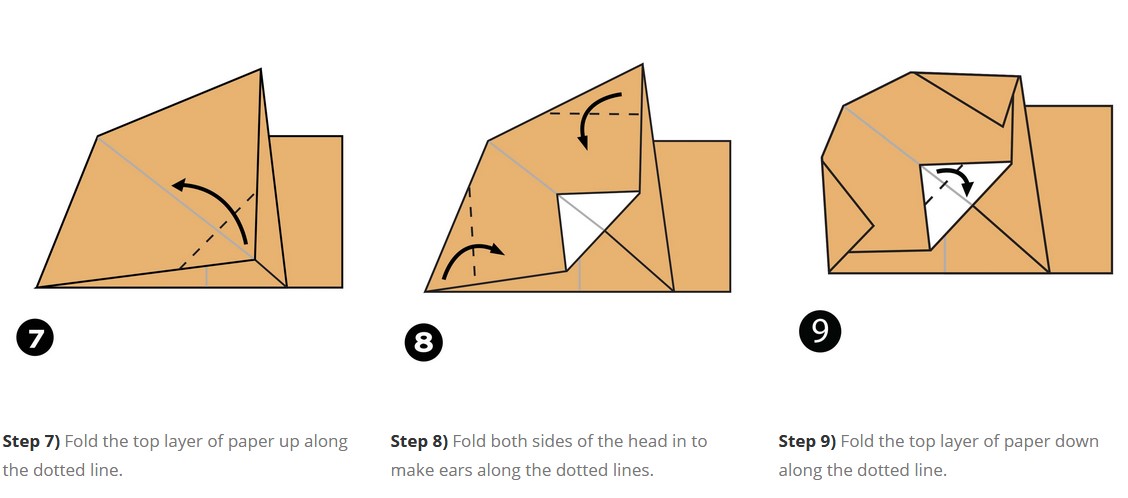 7
8
9
Step 7) Fold the top layer of paper up along
the dotted line.
Step 8) Fold both sides of the head in to
make ears along the dotted lines.
Step 9) Fold the top layer of paper down
along the dotted line.